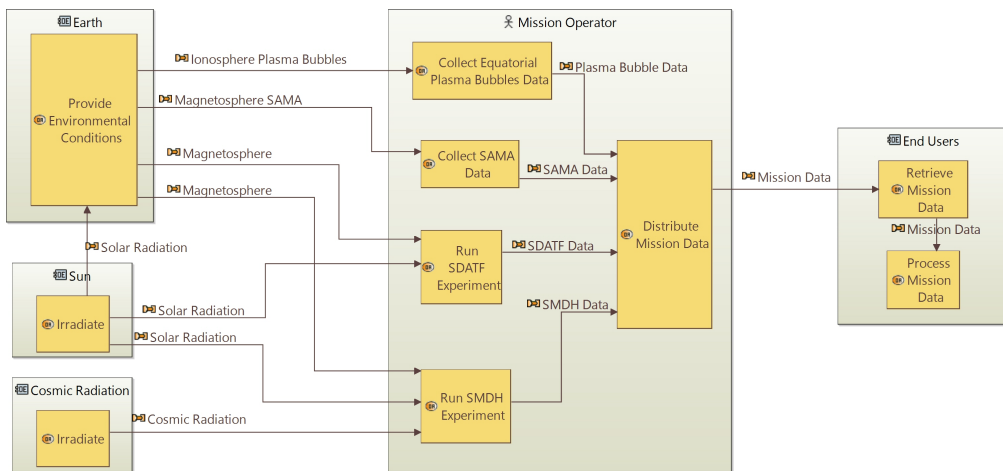 Earth
Provide
Environmental
Conditions
Ionosphere Plasma Bubbles
Magnetosphere SAMA
Magnetosphere
Magnetosphere
Solar Radiation
Sun
Irradiate
Solar Radiation
Solar Radiation
Cosmic Radiation
Irradiate
Cosmic Radiation
Mission Operator
Collect Equatorial
Plasma Bubbles Data
Plasma Bubble Data
Collect SAMA
Data
SAMA Data
Run
SDATF
Experiment
SDATF Data
Run SMDH
Experiment
SMDH Data
Distribute
Mission Data
Mission Data
End Users
Retrieve
Mission
Data
Mission Data
Process
Mission
Data